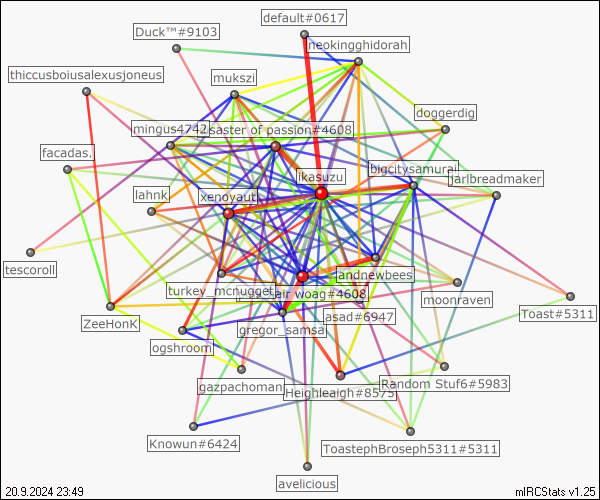 default#0617
Duck™#9103
neokingghidorah
thiccusboiusalexusjoneus
mukszi
doggerdig
mingus4742
saster of passion#4608
facadas.
jkasuzu
bigcitysamurai
jarlbreadmaker
lahnk
xenoyaut
tescoroll
andnewbees
turkey_mcnugget
air woag#4608
moonraven
ZeeHonK
gregor_samsa
asad#6947
Toast#5311
ogshroom
gazpachoman
Heighleaigh#8575
Random Stuf6#5983
Knowun#6424
ToastephBroseph5311#5311
avelicious
20.9.2024 23:49
mIRCStats v1.25